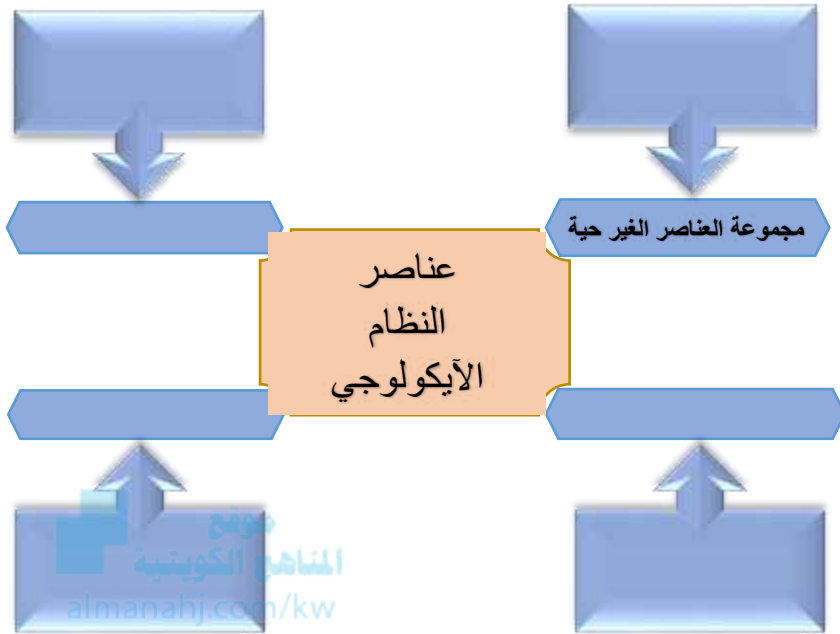 مجموعة العناصر الغير حية
عناصر
النظام
الآيكولوجي
موقع
المناهج الكويتية
almanahj.com/kw